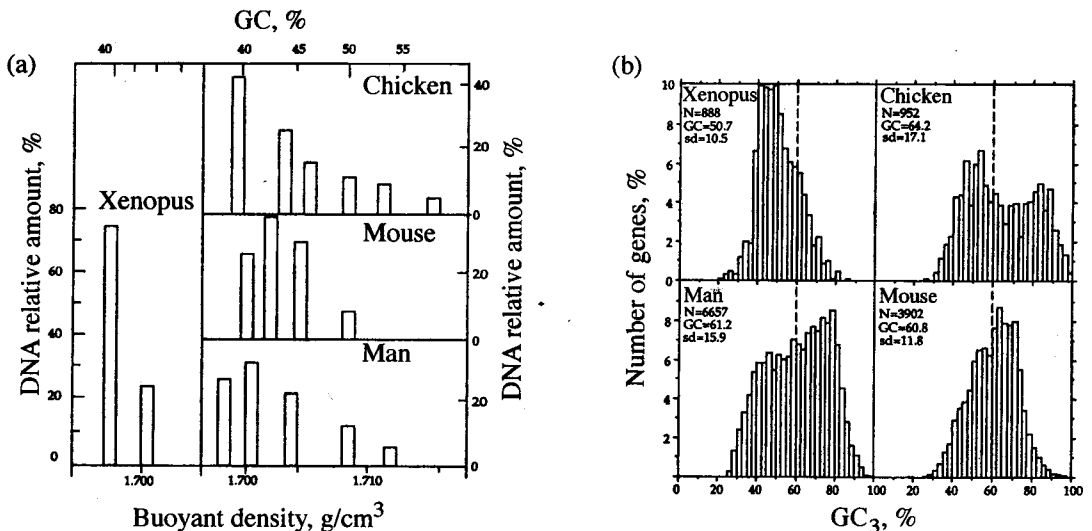 (a)
GC, %
40
40 45 50 55
Chicken
40
20
0
Xenopus
Mouse
20
0
Man
20
0
80
70
60
50
40
30
20
0
DNA relative amount, %
DNA relative amount, %
1.700
1.700
1.710
Buoyant density, g/cm³
(b)
Xenopus
N=888
GC=50.7
sd=10.5
Chicken
N=952
GC=64.2
sd=17.1
Man
N=6657
GC=61.2
sd=15.9
Mouse
N=3902
GC=60.8
sd=11.8
10
8
6
4
2
0
8
6
4
2
Number of genes, %
0 20 40 60 80 0 20 40 60 80 100
GC₃, %